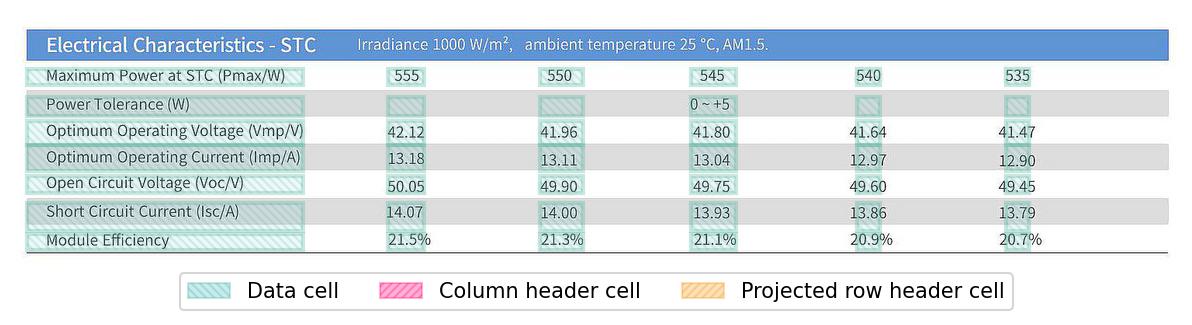 Electrical Characteristics - STC Irradiance 1000 W/m², ambient temperature 25 °C, AM1.5.
Maximum Power at STC (Pmax/W) 555 550 545 540 535
Power Tolerance (W) 0 ~ +5
Optimum Operating Voltage (Vmp/V) 42.12 41.96 41.80 41.64 41.47
Optimum Operating Current (Imp/A) 13.18 13.11 13.04 12.97 12.90
Open Circuit Voltage (Voc/V) 50.05 49.90 49.75 49.60 49.45
Short Circuit Current (Isc/A) 14.07 14.00 13.93 13.86 13.79
Module Efficiency 21.5% 21.3% 21.1% 20.9% 20.7%
Data cell Column header cell Projected row header cell